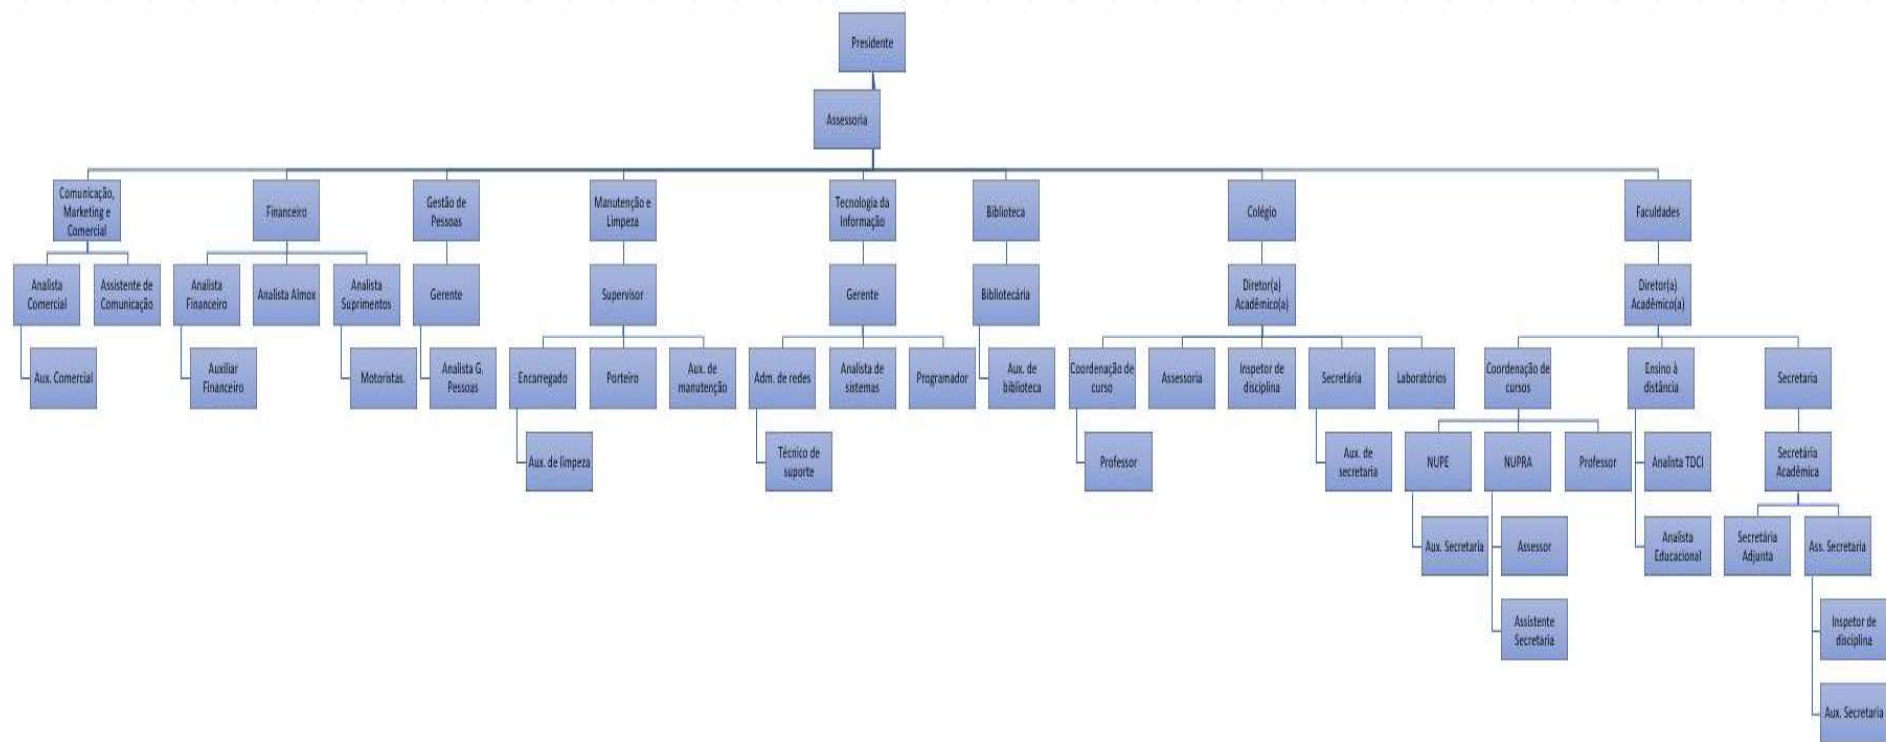 Presidente
Assessoria
Comunicação,
Marketing e
Comercial
Financeiro
Gestão de
Pessoas
Manutenção e
Limpeza
Tecnologia da
Informação
Biblioteca
Colégio
Faculdades
Analista
Comercial
Assistente de
Comunicação
Analista
Financeiro
Analista Almox
Analista
Suprimentos
Gerente
Supervisor
Gerente
Bibliotecária
Diretor(a)
Acadêmico(a)
Diretor(a)
Acadêmico(a)
Aux. Comercial
Auxiliar
Financeiro
Motoristas.
Analista G.
Pessoas
Encarregado
Porteiro
Aux. de
manutenção
Adm. de redes
Analista de
sistemas
Programador
Aux. de
biblioteca
Coordenação de
curso
Assessoria
Inspetor de
disciplina
Secretária
Laboratórios
Coordenação de
cursos
Ensino à
distância
Secretaria
Aux. de limpeza
Técnico de
suporte
Professor
Aux. de
secretaria
NUPE
NUPRA
Professor
Analista TDCI
Secretária
Acadêmica
Aux. Secretaria
Assessor
Analista
Educacional
Secretária
Adjunta
Ass. Secretaria
Assistente
Secretaria
Inspetor de
disciplina
Aux. Secretaria